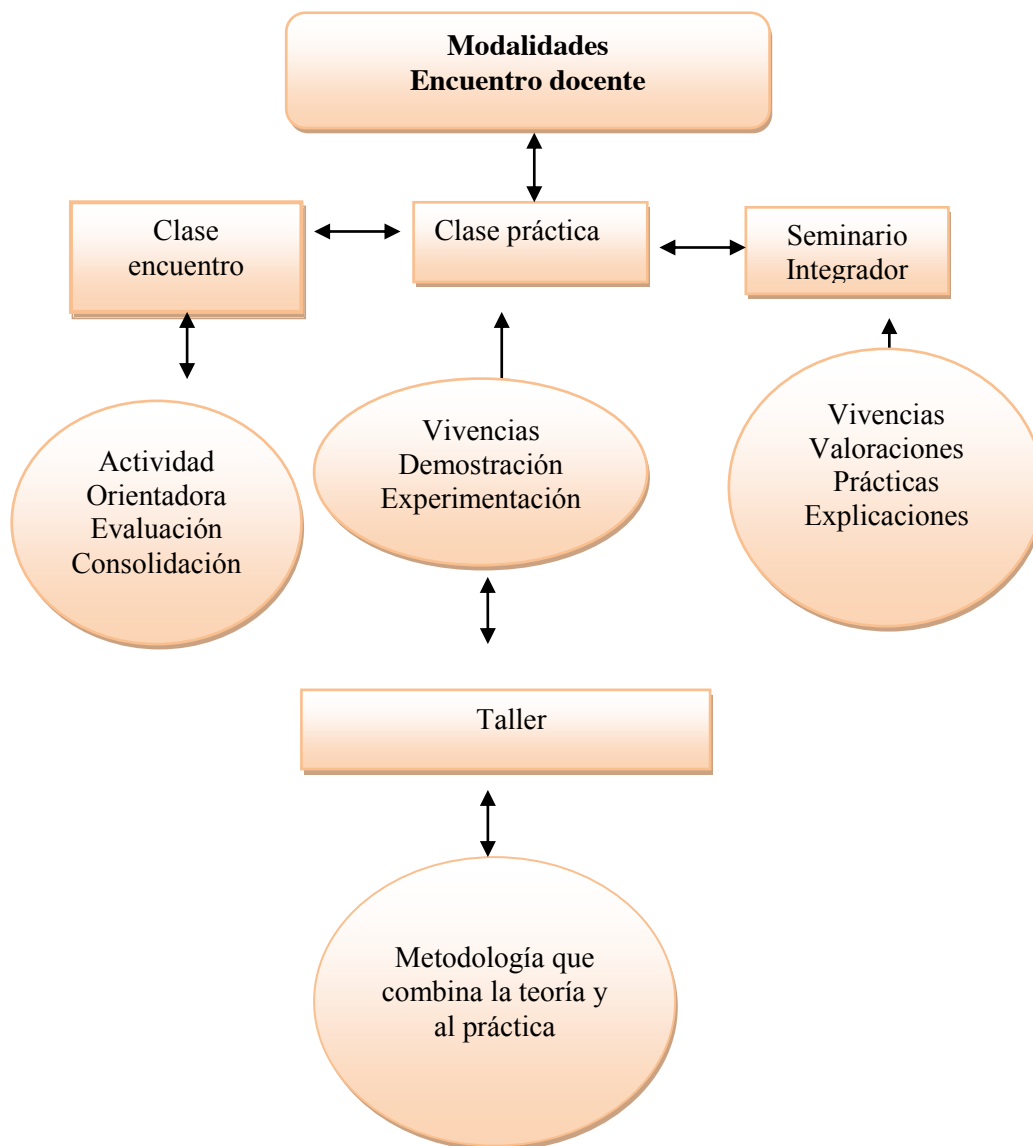 Modalidades
Encuentro docente
Clase
encuentro
Clase práctica
Seminario
Integrador
Actividad
Orientadora
Evaluación
Consolidación
Vivencias
Demostración
Experimentación
Vivencias
Valoraciones
Prácticas
Explicaciones
Taller
Metodología que
combina la teoría y
al práctica